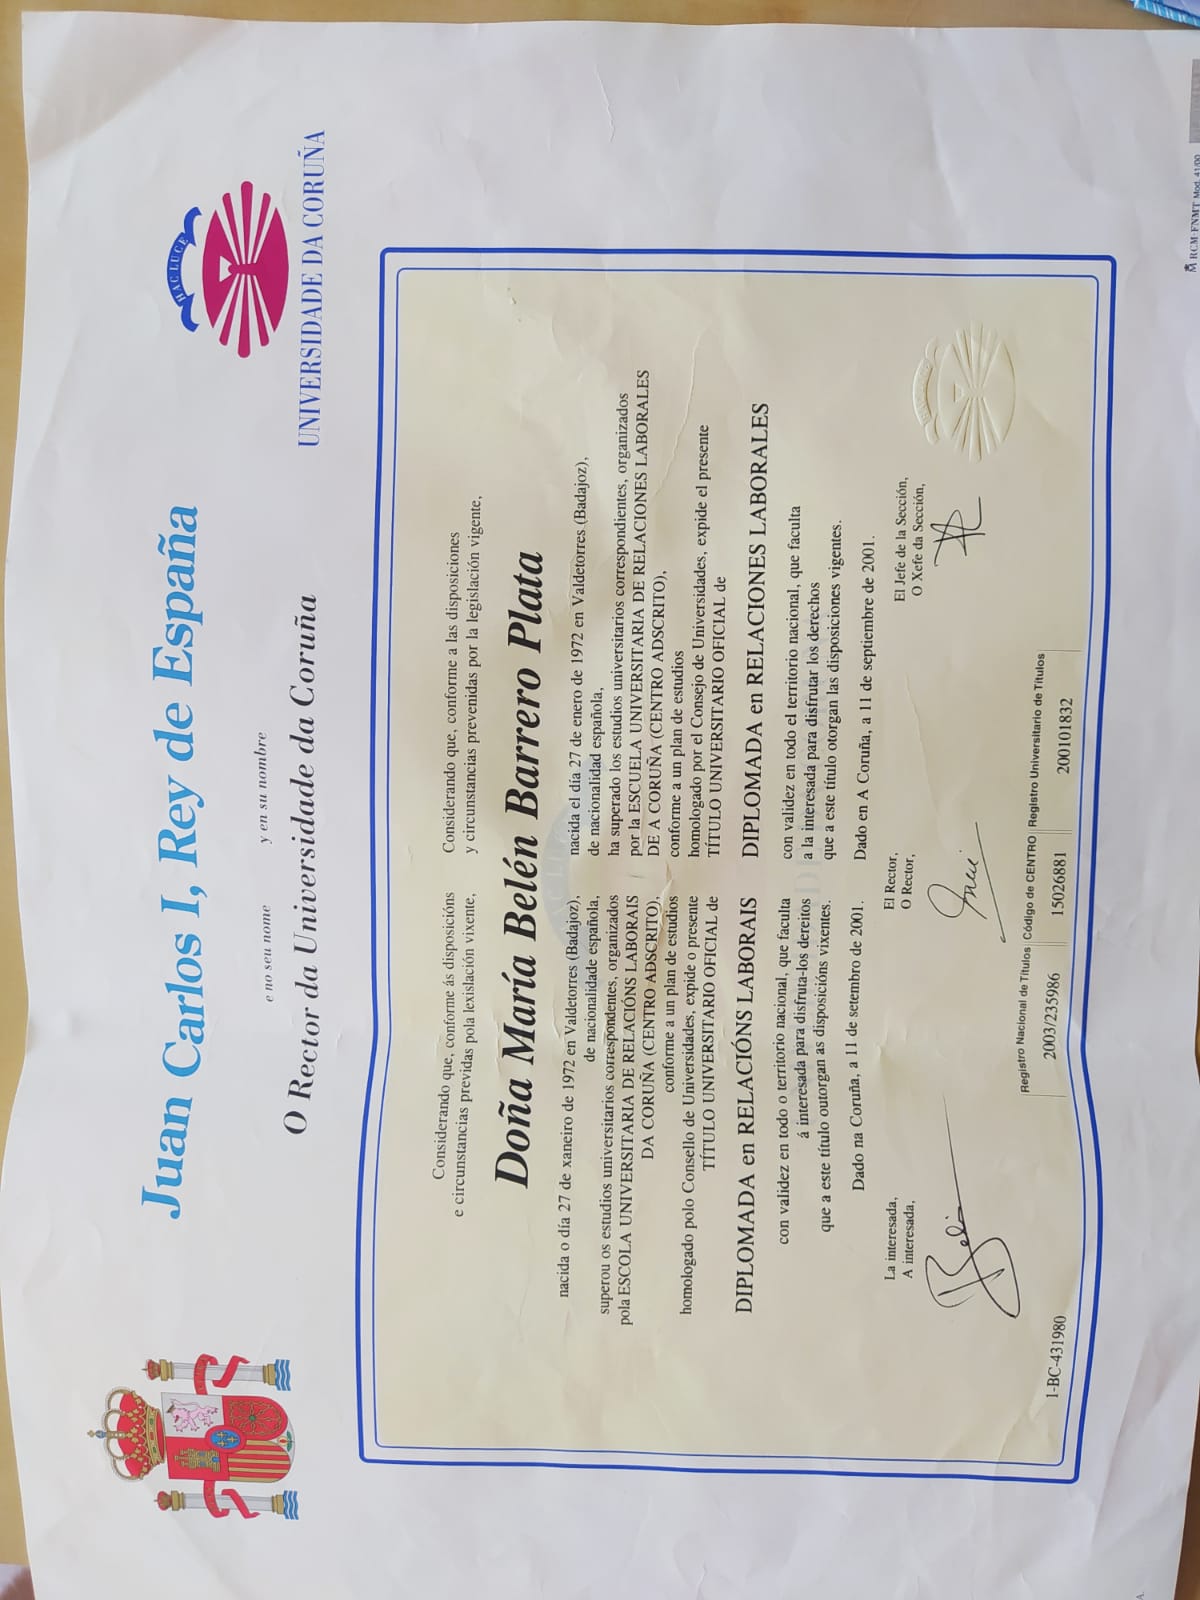 Juan Carlos I, Rey de España
e no seu nome y en su nombre
O Rector da Universidade da Coruña
HAC LUCE
UNIVERSIDADE DA CORUÑA
Considerando que, conforme ás disposicións
e circunstancias previdas pola lexislación vixente,
Considerando que, conforme a las disposiciones
y circunstancias prevenidas por la legislación vigente,
Doña María Belén Barrero Plata
nacida o día 27 de xaneiro de 1972 en Valdetorres (Badajoz),
de nacionalidade española,
superou os estudios universitarios correspondentes, organizados
pola ESCOLA UNIVERSITARIA DE RELACIÓNS LABORAIS
DA CORUÑA (CENTRO ADSCRITO),
conforme a un plan de estudios
homologado polo Consello de Universidades, expide o presente
TÍTULO UNIVERSITARIO OFICIAL de
DIPLOMADA en RELACIÓNS LABORAIS
con validez en todo o territorio nacional, que faculta
á interesada para disfruta-los dereitos
que a este título outorgan as disposicións vixentes.
Dado na Coruña, a 11 de setembro de 2001.
nacida el día 27 de enero de 1972 en Valdetorres (Badajoz),
de nacionalidad española,
ha superado los estudios universitarios correspondientes, organizados
por la ESCUELA UNIVERSITARIA DE RELACIONES LABORALES
DE A CORUÑA (CENTRO ADSCRITO),
conforme a un plan de estudios
homologado por el Consejo de Universidades, expide el presente
TÍTULO UNIVERSITARIO OFICIAL de
DIPLOMADA en RELACIONES LABORALES
con validez en todo el territorio nacional, que faculta
a la interesada para disfrutar los derechos
que a este título otorgan las disposiciones vigentes.
Dado en A Coruña, a 11 de septiembre de 2001.
La interesada,
A interesada,
El Rector,
O Rector,
El Jefe de la Sección,
O Xefe da Sección,
Belén
1-BC-431980
Registro Nacional de Títulos Código de CENTRO Registro Universitario de Títulos
2003/235986 15026881 200101832
RCM-FNMT Mod. 41/00